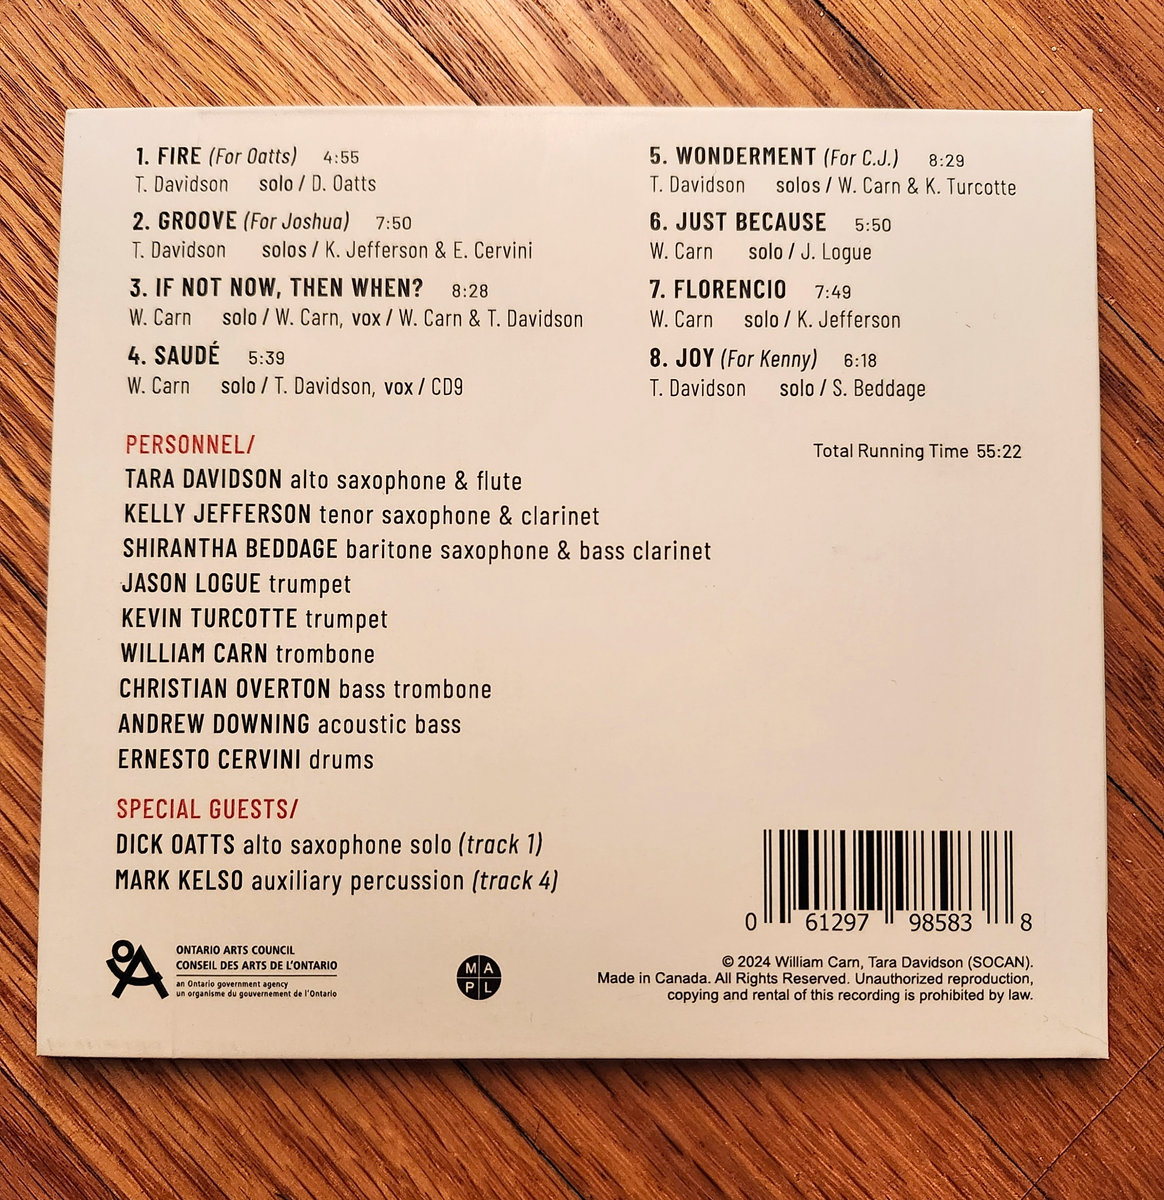 1. FIRE (For Oatts) 4:55
T. Davidson solo / D. Oatts
2. GROOVE (For Joshua) 7:50
T. Davidson solos / K. Jefferson & E. Cervini
3. IF NOT NOW, THEN WHEN? 8:28
W. Carn solo / W. Carn, vox / W. Carn & T. Davidson
4. SAUDÉ 5:39
W. Carn solo / T. Davidson, vox / CD9
5. WONDERMENT (For C.J.) 8:29
T. Davidson solos / W. Carn & K. Turcotte
6. JUST BECAUSE 5:50
W. Carn solo / J. Logue
7. FLORENCIO 7:49
W. Carn solo / K. Jefferson
8. JOY (For Kenny) 6:18
T. Davidson solo / S. Beddage
Total Running Time 55:22
PERSONNEL/
TARA DAVIDSON alto saxophone & flute
KELLY JEFFERSON tenor saxophone & clarinet
SHIRANTHA BEDDAGE baritone saxophone & bass clarinet
JASON LOGUE trumpet
KEVIN TURCOTTE trumpet
WILLIAM CARN trombone
CHRISTIAN OVERTON bass trombone
ANDREW DOWNING acoustic bass
ERNESTO CERVINI drums
SPECIAL GUESTS/
DICK OATTS alto saxophone solo (track 1)
MARK KELSO auxiliary percussion (track 4)
0 61297 98583 8
ONTARIO ARTS COUNCIL
CONSEIL DES ARTS DE L'ONTARIO
an Ontario government agency
un organisme du gouvernement de l'Ontario
MA
PL
© 2024 William Carn, Tara Davidson (SOCAN).
Made in Canada. All Rights Reserved. Unauthorized reproduction,
copying and rental of this recording is prohibited by law.